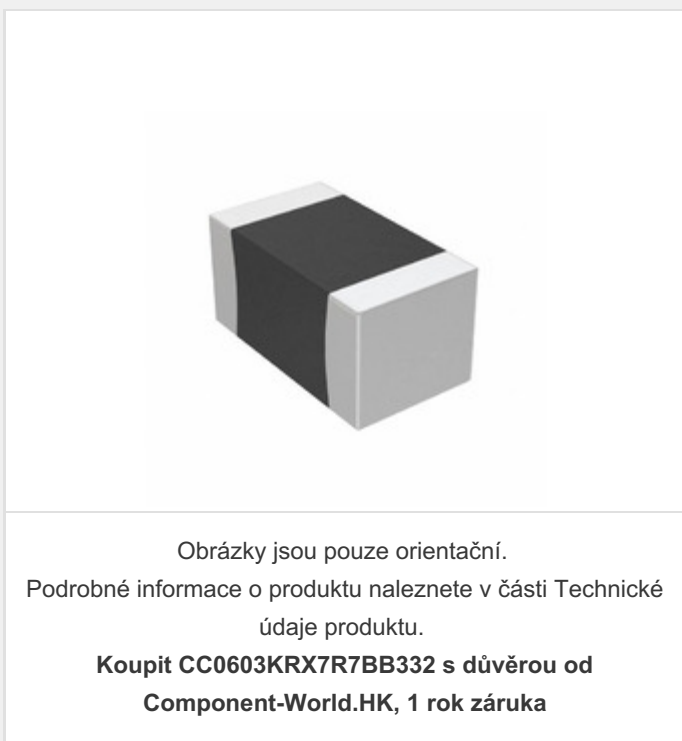 Obrázky jsou pouze orientační.
Podrobné informace o produktu naleznete v části Technické
údaje produktu.
Koupit CC0603KRX7R7BB332 s důvěrou od
Component-World.HK, 1 rok záruka